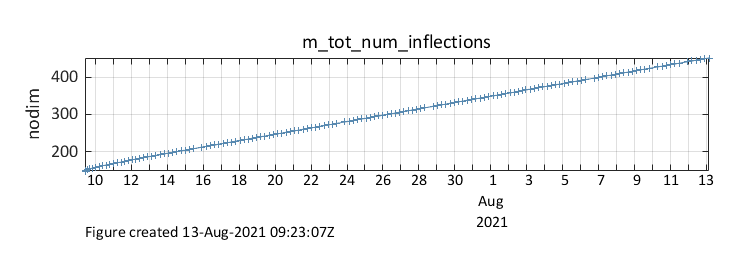 m_tot_num_inflections
nodim
400
300
200
10 12 14 16 18 20 22 24 26 28 30 1 3 5 7 9 11 13
Aug
2021
Figure created 13-Aug-2021 09:23:07Z